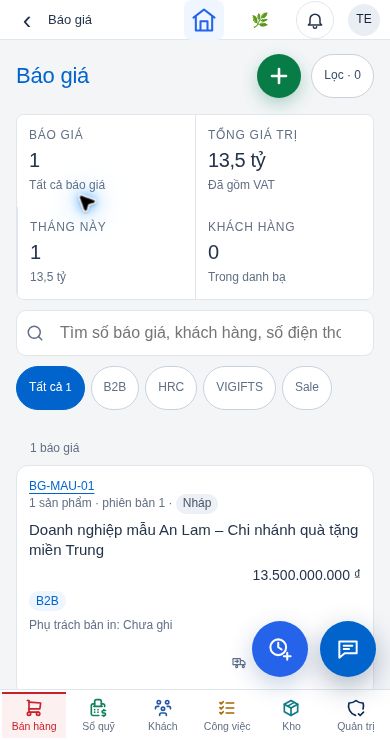 Báo giá
TE
Báo giá
Lọc · 0
BÁO GIÁ
1
Tất cả báo giá
TỔNG GIÁ TRỊ
13,5 tỷ
Đã gồm VAT
THÁNG NÀY
1
13,5 tỷ
KHÁCH HÀNG
0
Trong danh bạ
Tìm số báo giá, khách hàng, số điện tho
Tất cả 1
B2B
HRC
VIGIFTS
Sale
1 báo giá
BG-MAU-01
1 sản phẩm · phiên bản 1 · Nháp
Doanh nghiệp mẫu An Lam – Chi nhánh quà tặng
miền Trung
13.500.000.000 ₫
B2B
Phụ trách bản in: Chưa ghi
Bán hàng
Sổ quỹ
Khách
Công việc
Kho
Quản trị